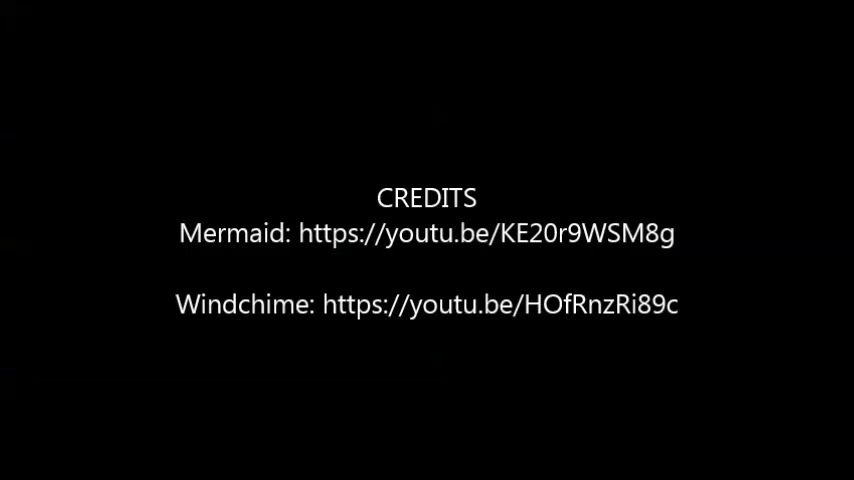 CREDITS
Mermaid: https://youtu.be/KE20r9WSM8g
Windchime: https://youtu.be/HOfRnzRi89c